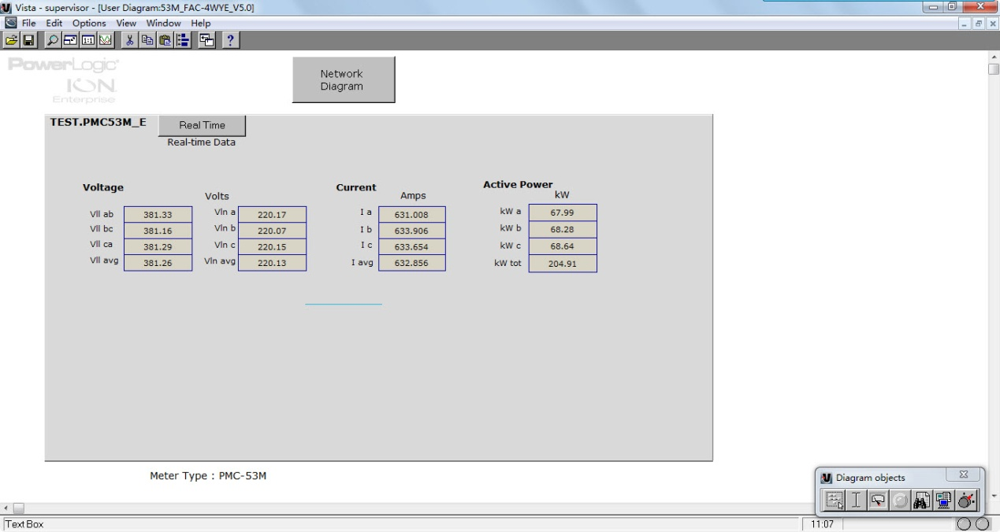 Vista - supervisor - [User Diagram:53M_FAC-4WYE_V5.0]
File Edit Options View Window Help
PowerLogic®
ION
Enterprise
Network
Diagram
TEST.PMC53M_E
Real Time
Real-time Data
Voltage
Volts
Vll ab 381.33 Vln a 220.17
Vll bc 381.16 Vln b 220.07
Vll ca 381.29 Vln c 220.15
Vll avg 381.26 Vln avg 220.13
Current
Amps
I a 631.008
I b 633.906
I c 633.654
I avg 632.856
Active Power
kW
kW a 67.99
kW b 68.28
kW c 68.64
kW tot 204.91
Meter Type : PMC-53M
Diagram objects
Text Box
11:07